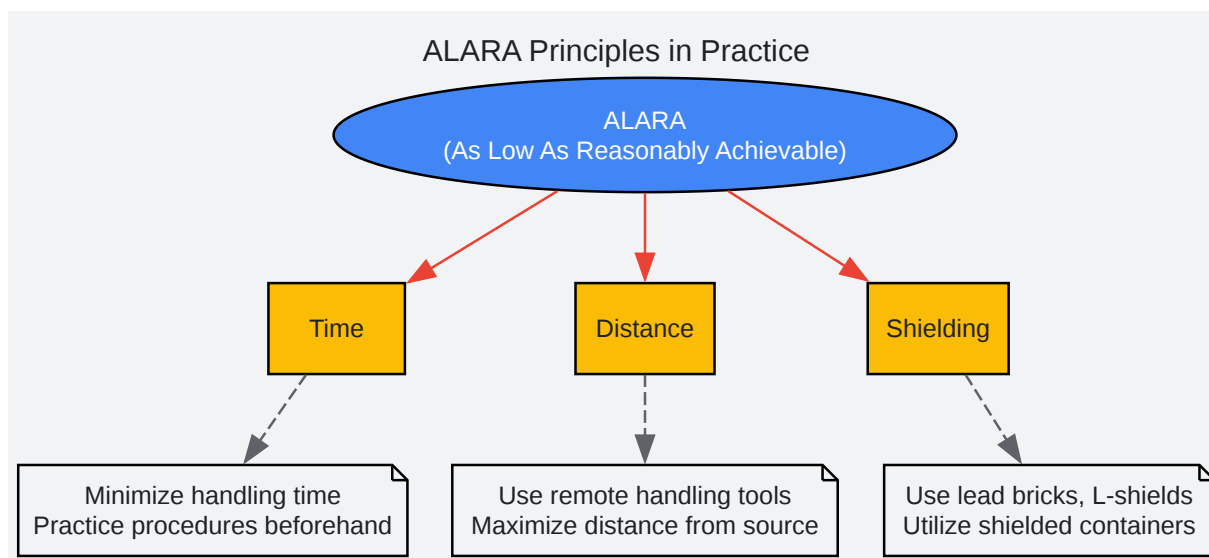 ALARA Principles in Practice
ALARA
(As Low As Reasonably Achievable)
Time
Distance
Shielding
Minimize handling time
Practice procedures beforehand
Use remote handling tools
Maximize distance from source
Use lead bricks, L-shields
Utilize shielded containers